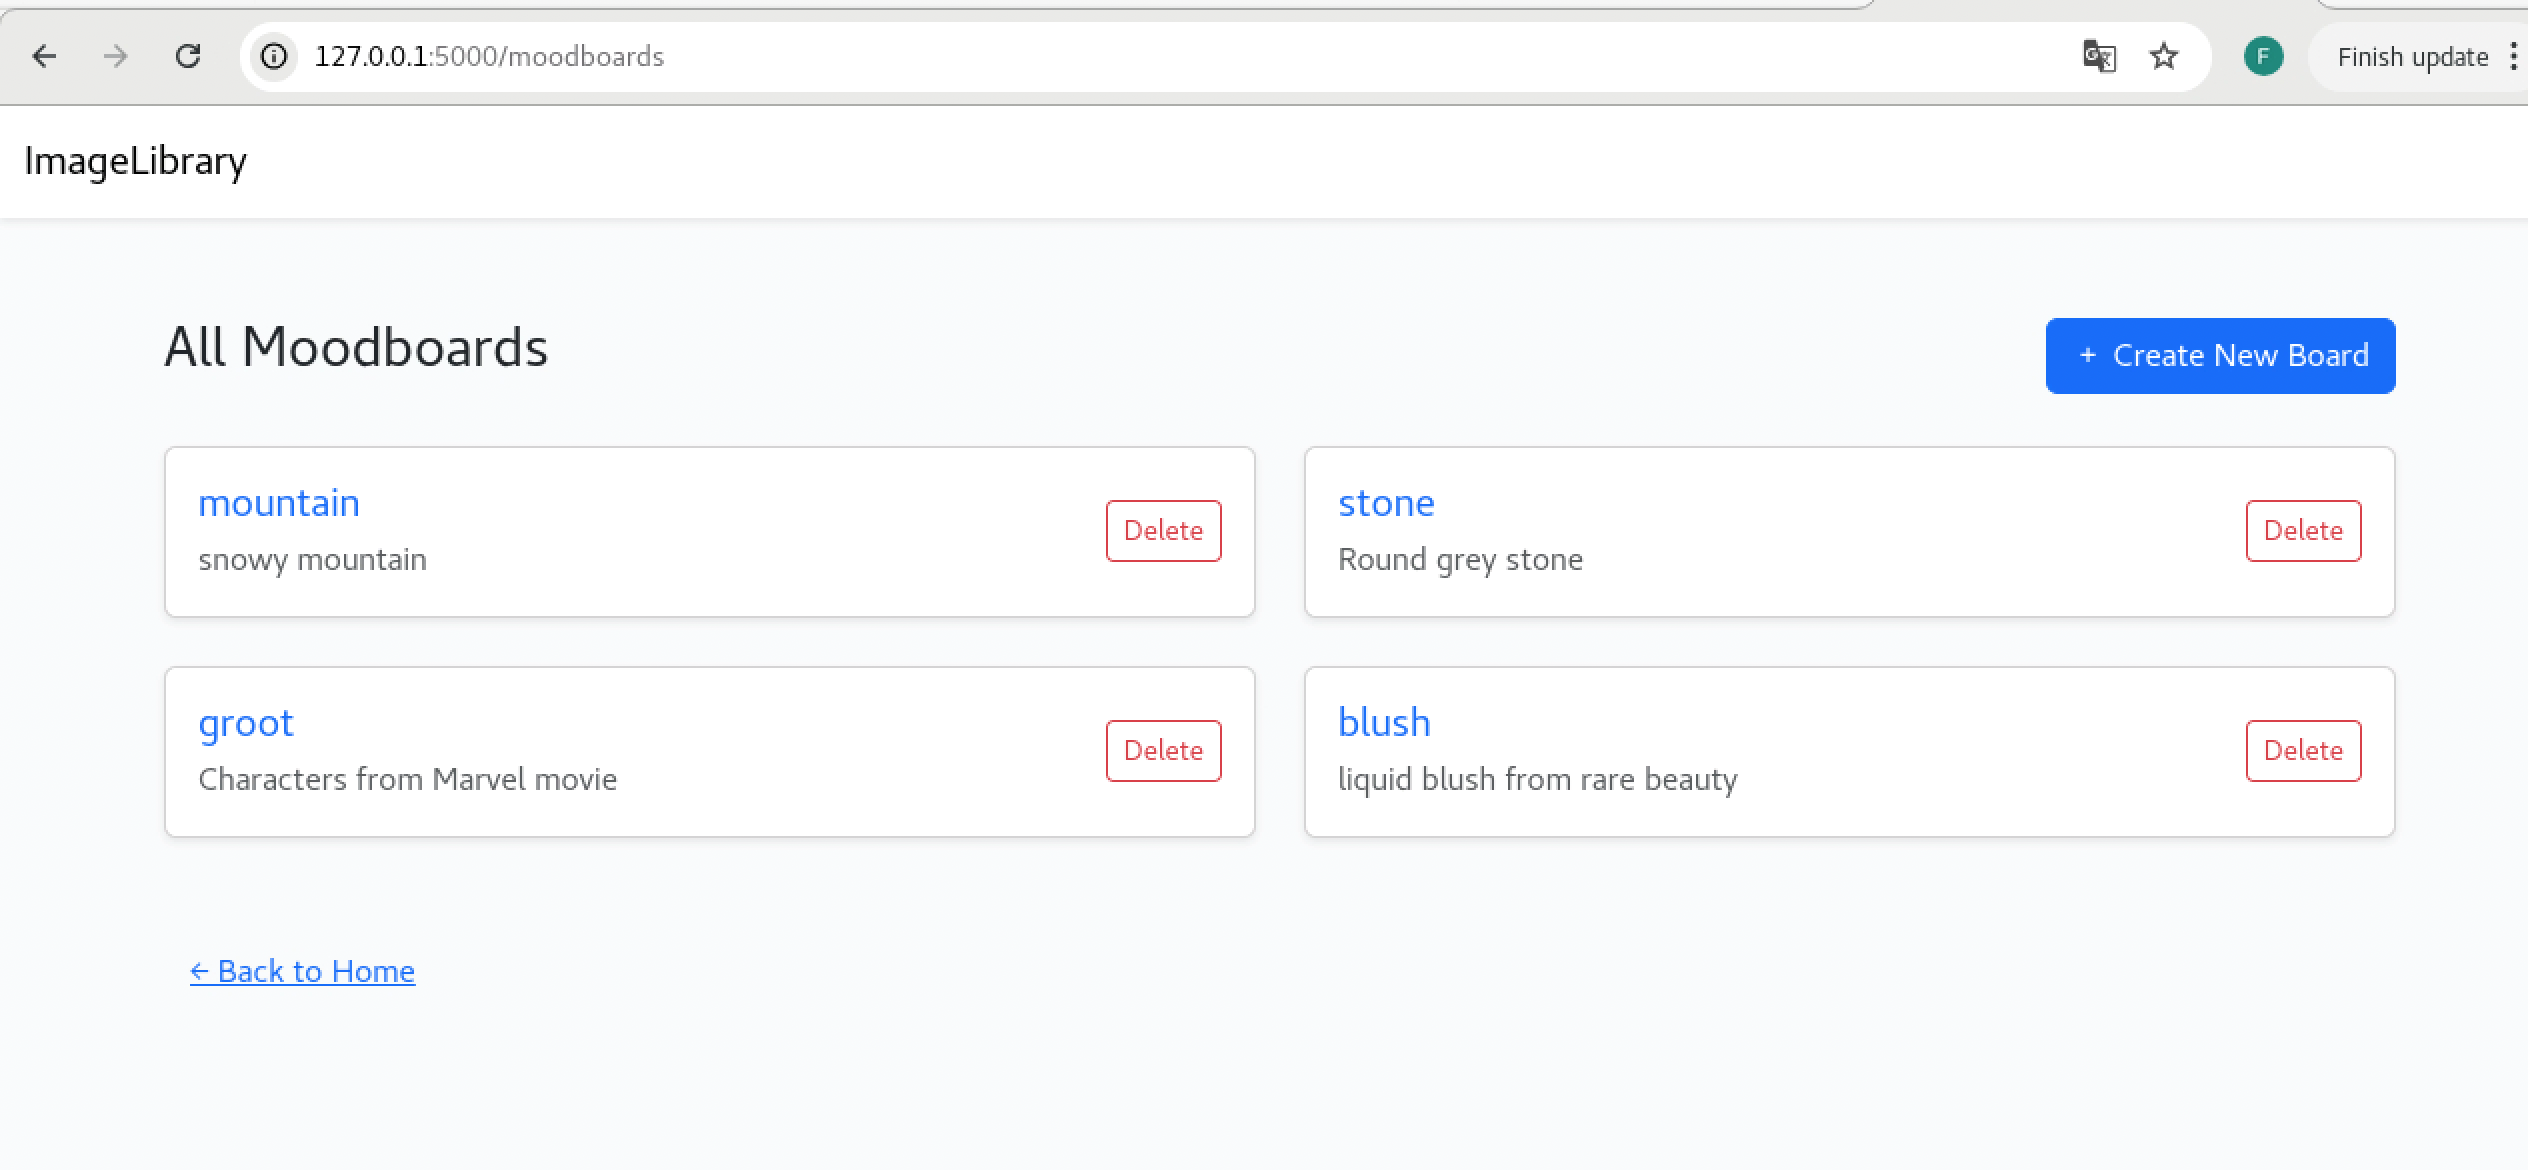 127.0.0.1:5000/moodboards
F
Finish update
ImageLibrary
All Moodboards
+ Create New Board
mountain
snowy mountain
Delete
stone
Round grey stone
Delete
groot
Characters from Marvel movie
Delete
blush
liquid blush from rare beauty
Delete
← Back to Home